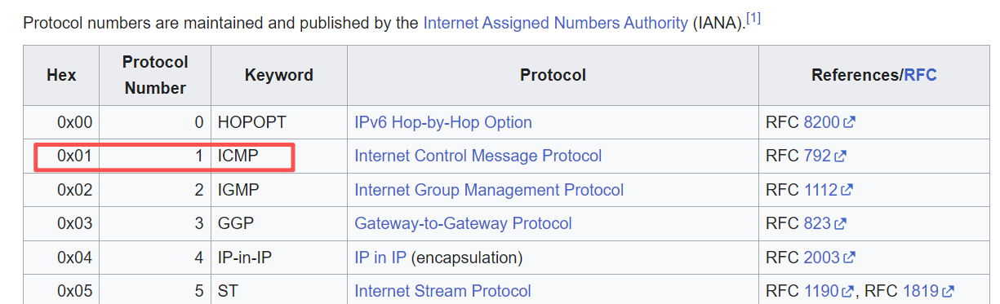 Protocol numbers are maintained and published by the Internet Assigned Numbers Authority (IANA).[1]
Hex Protocol Number Keyword Protocol References/RFC
0x00 0 HOPOPT IPv6 Hop-by-Hop Option RFC 8200
0x01 1 ICMP Internet Control Message Protocol RFC 792
0x02 2 IGMP Internet Group Management Protocol RFC 1112
0x03 3 GGP Gateway-to-Gateway Protocol RFC 823
0x04 4 IP-in-IP IP in IP (encapsulation) RFC 2003
0x05 5 ST Internet Stream Protocol RFC 1190, RFC 1819